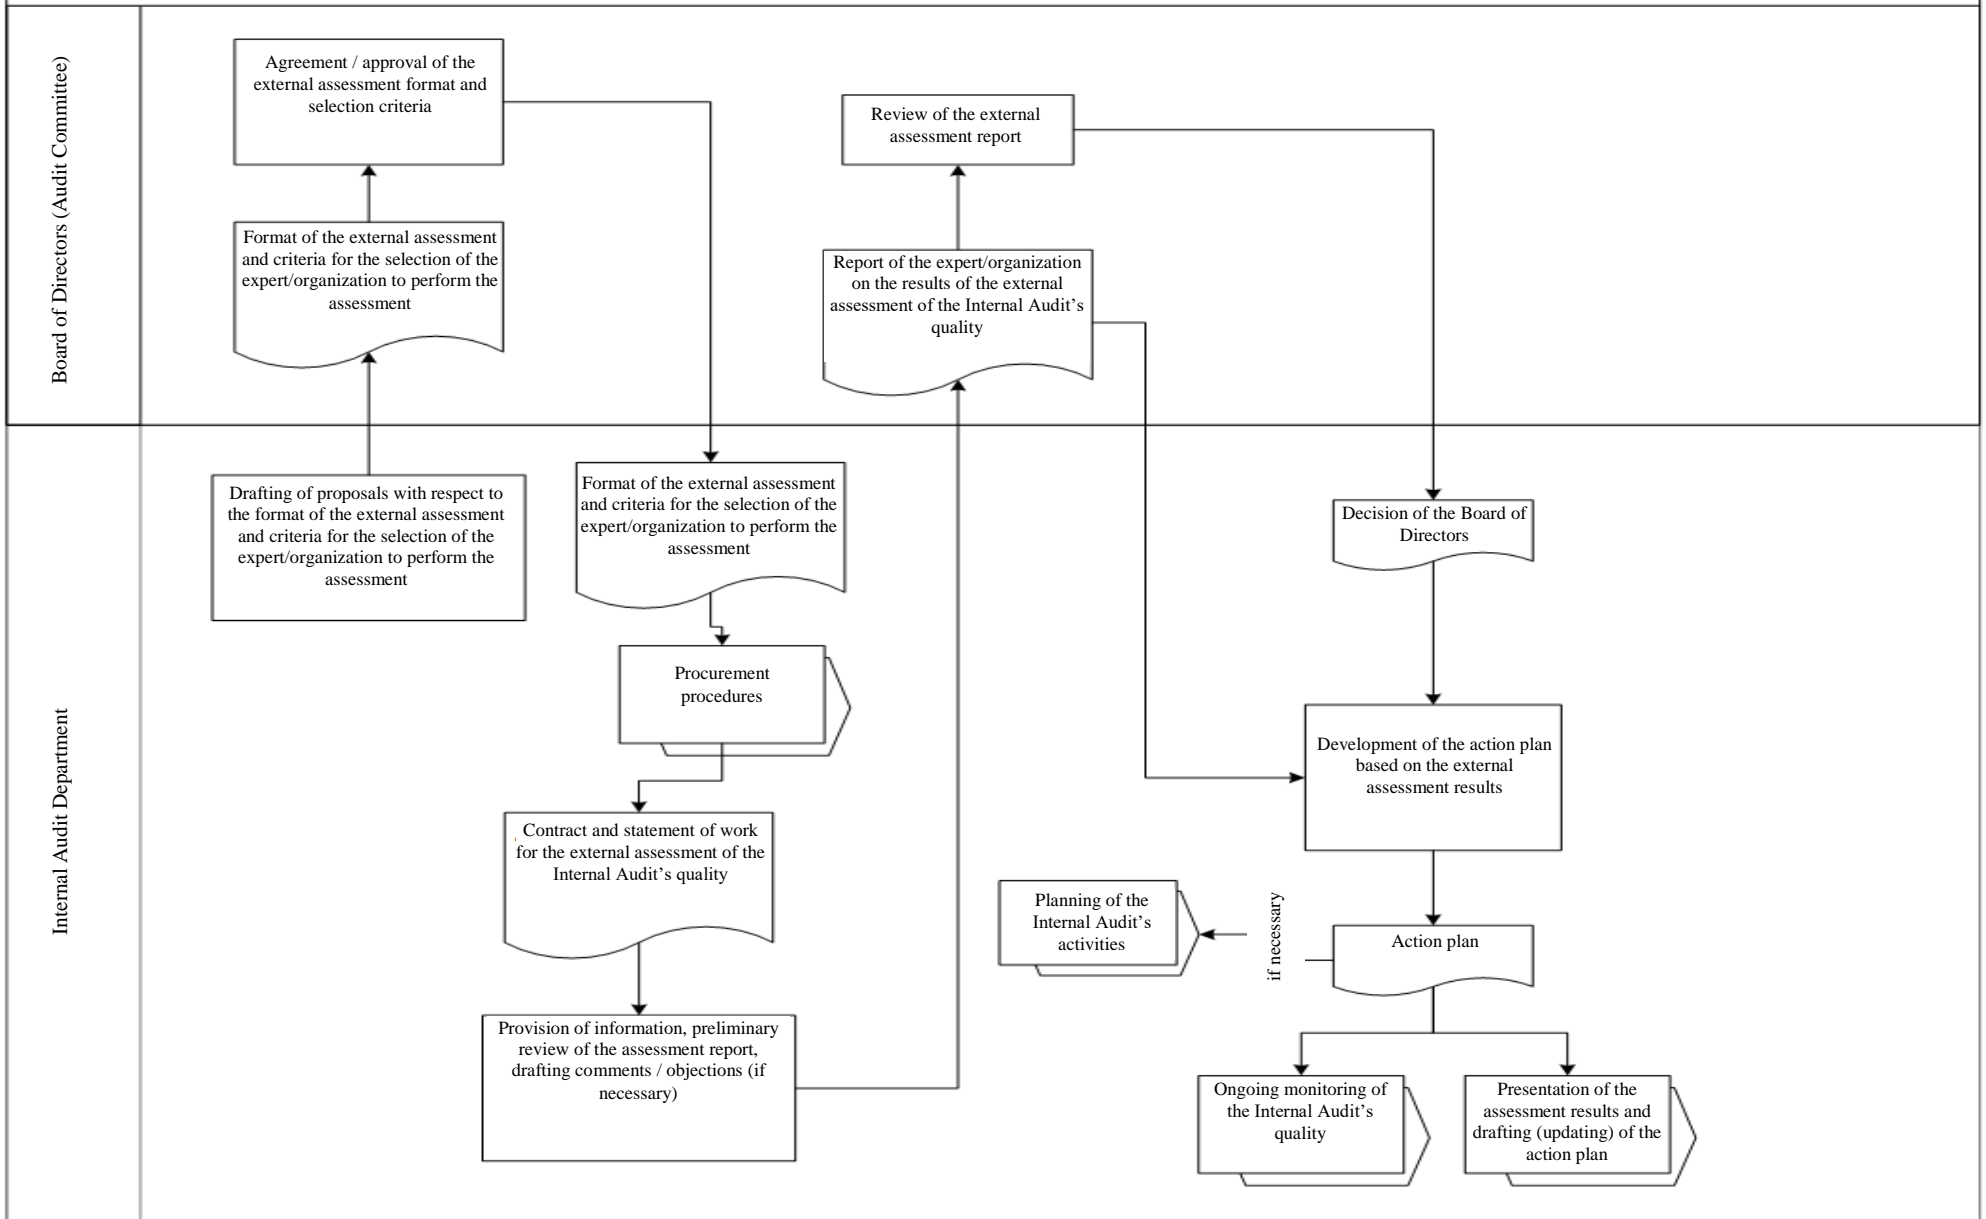 Board of Directors (Audit Committee)
Agreement / approval of the
external assessment format and
selection criteria
Format of the external assessment
and criteria for the selection of the
expert/organization to perform the
assessment
Review of the external
assessment report
Report of the expert/organization
on the results of the external
assessment of the Internal Audit’s
quality
Internal Audit Department
Drafting of proposals with respect to
the format of the external assessment
and criteria for the selection of the
expert/organization to perform the
assessment
Format of the external assessment
and criteria for the selection of the
expert/organization to perform the
assessment
Procurement
procedures
Contract and statement of work
for the external assessment of the
Internal Audit’s quality
Provision of information, preliminary
review of the assessment report,
drafting comments / objections (if
necessary)
Decision of the Board of
Directors
Development of the action plan
based on the external
assessment results
Planning of the
Internal Audit’s
activities
if necessary
Action plan
Ongoing monitoring of
the Internal Audit’s
quality
Presentation of the
assessment results and
drafting (updating) of the
action plan